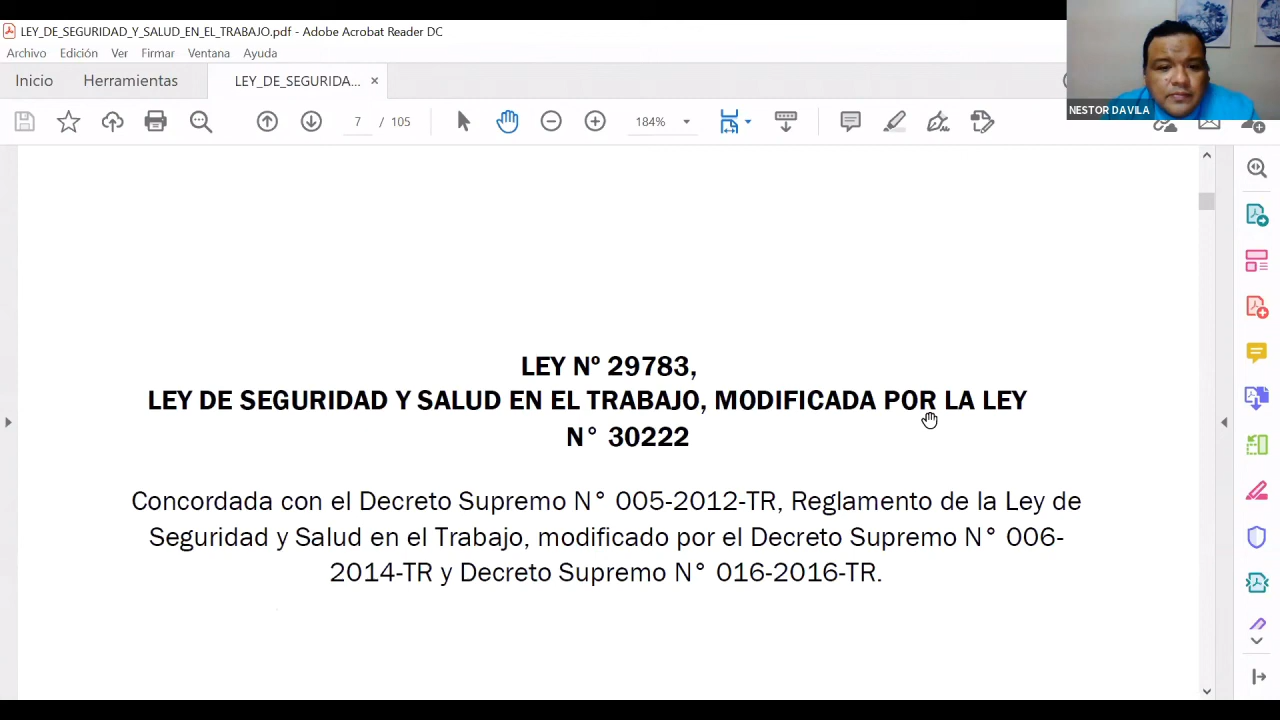 LEY_DE_SEGURIDAD_Y_SALUD_EN_EL_TRABAJO.pdf - Adobe Acrobat Reader DC
Archivo Edición Ver Firmar Ventana Ayuda
Inicio Herramientas LEY_DE_SEGURIDA... ×
7 / 105 184%
NESTOR DAVILA
LEY Nº 29783,
LEY DE SEGURIDAD Y SALUD EN EL TRABAJO, MODIFICADA POR LA LEY
N° 30222
Concordada con el Decreto Supremo N° 005-2012-TR, Reglamento de la Ley de
Seguridad y Salud en el Trabajo, modificado por el Decreto Supremo N° 006-
2014-TR y Decreto Supremo N° 016-2016-TR.